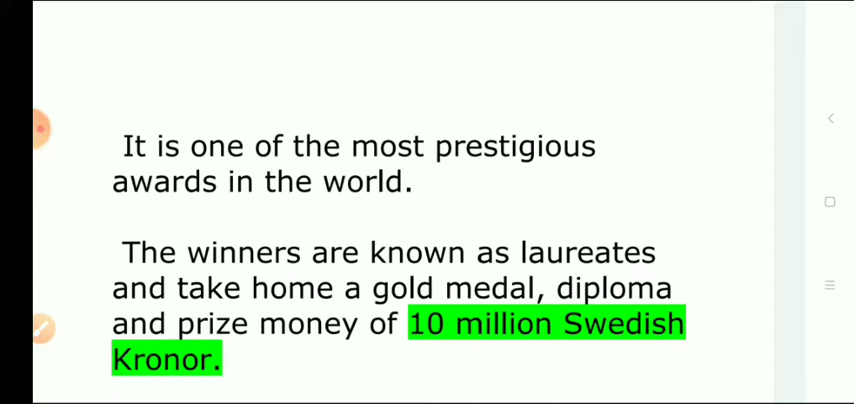 It is one of the most prestigious
awards in the world.
The winners are known as laureates
and take home a gold medal, diploma
and prize money of 10 million Swedish
Kronor.